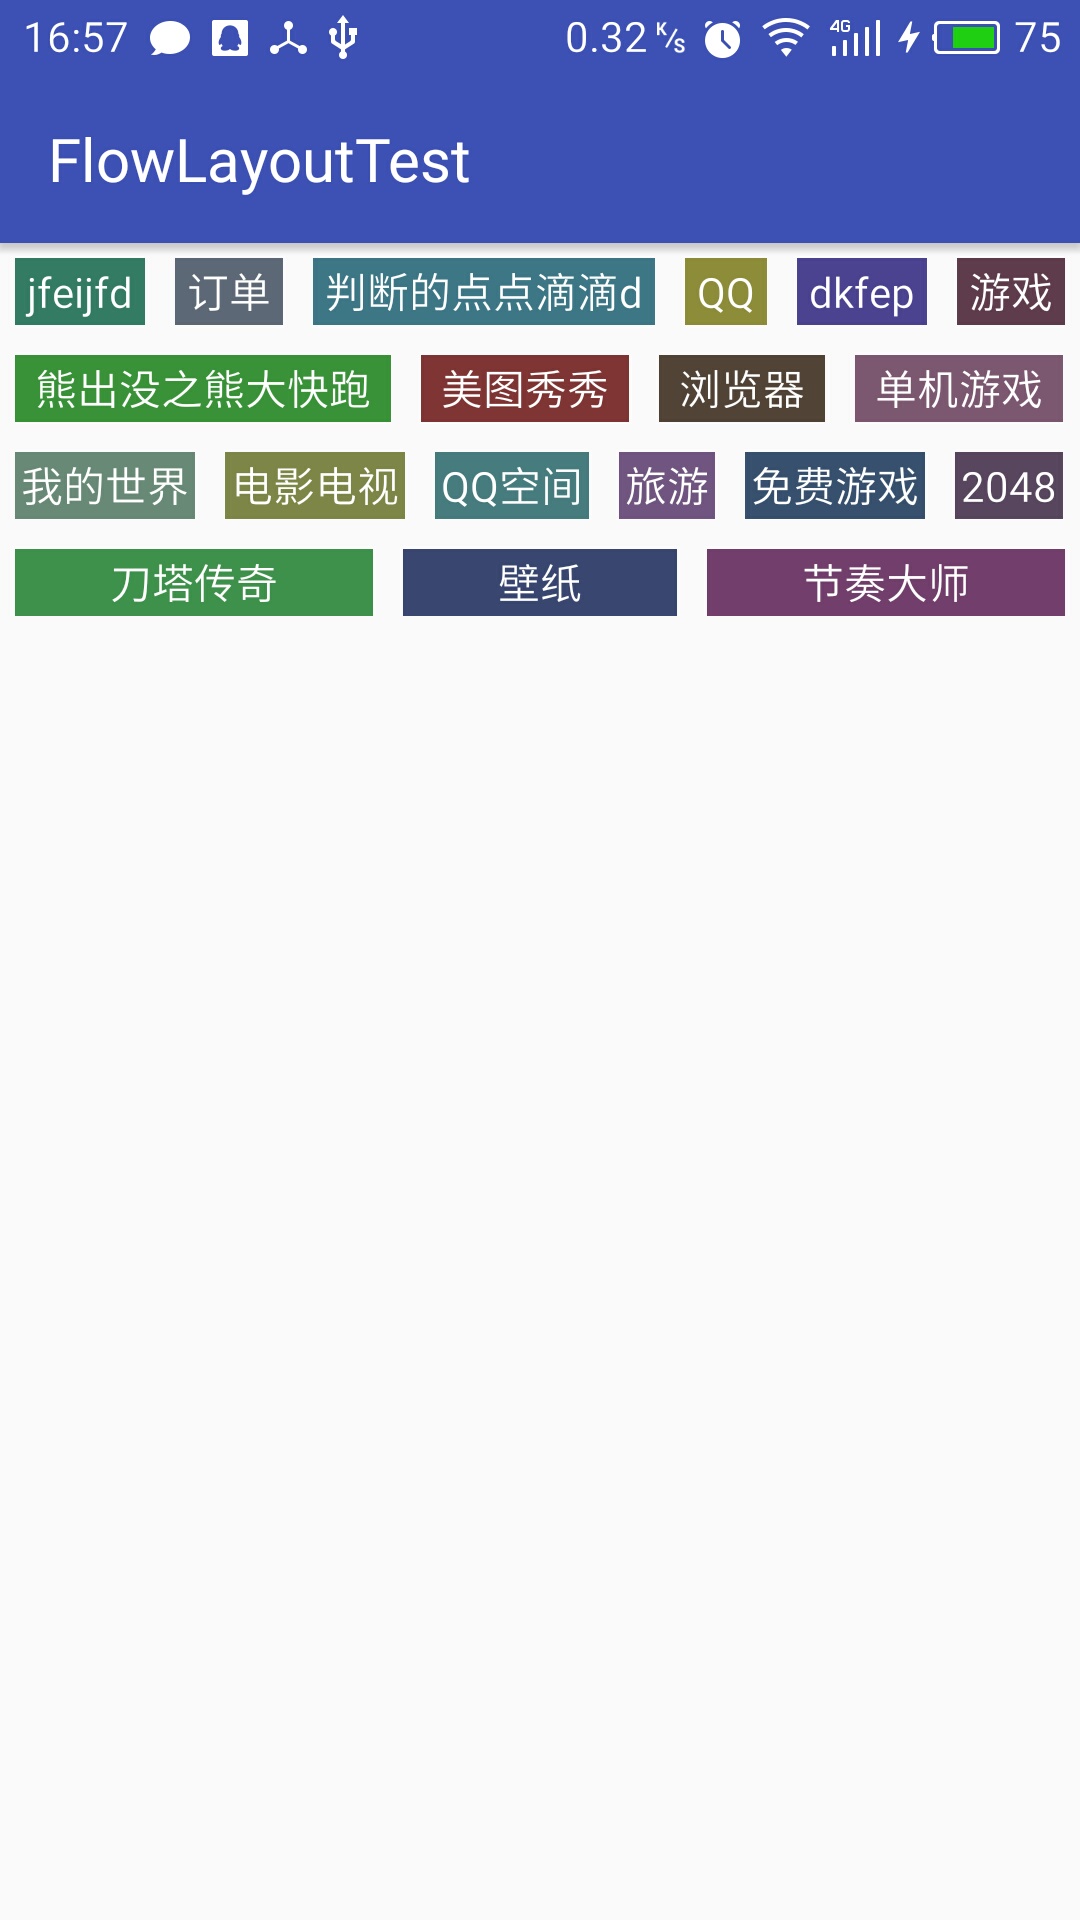 16:57 0.32 K/s 4G 75
FlowLayoutTest
jfeijfd 订单 判断的点点滴滴d QQ dkfep 游戏
熊出没之熊大快跑 美图秀秀 浏览器 单机游戏
我的世界 电影电视 QQ空间 旅游 免费游戏 2048
刀塔传奇 壁纸 节奏大师